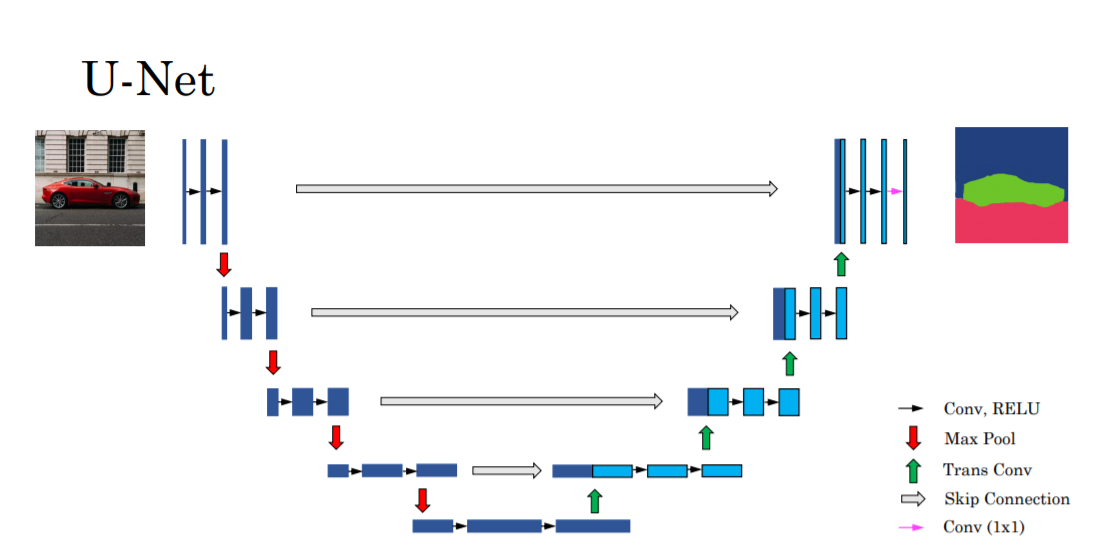 U-Net
Conv, RELU
Max Pool
Trans Conv
Skip Connection
Conv (1x1)